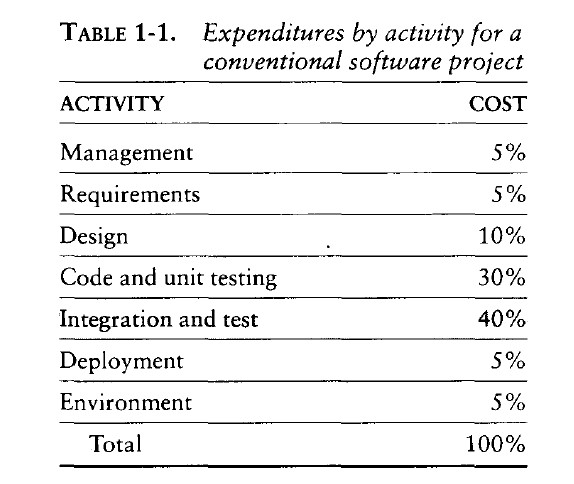 TABLE 1-1. Expenditures by activity for a
conventional software project
ACTIVITY COST
Management 5%
Requirements 5%
Design 10%
Code and unit testing 30%
Integration and test 40%
Deployment 5%
Environment 5%
Total 100%